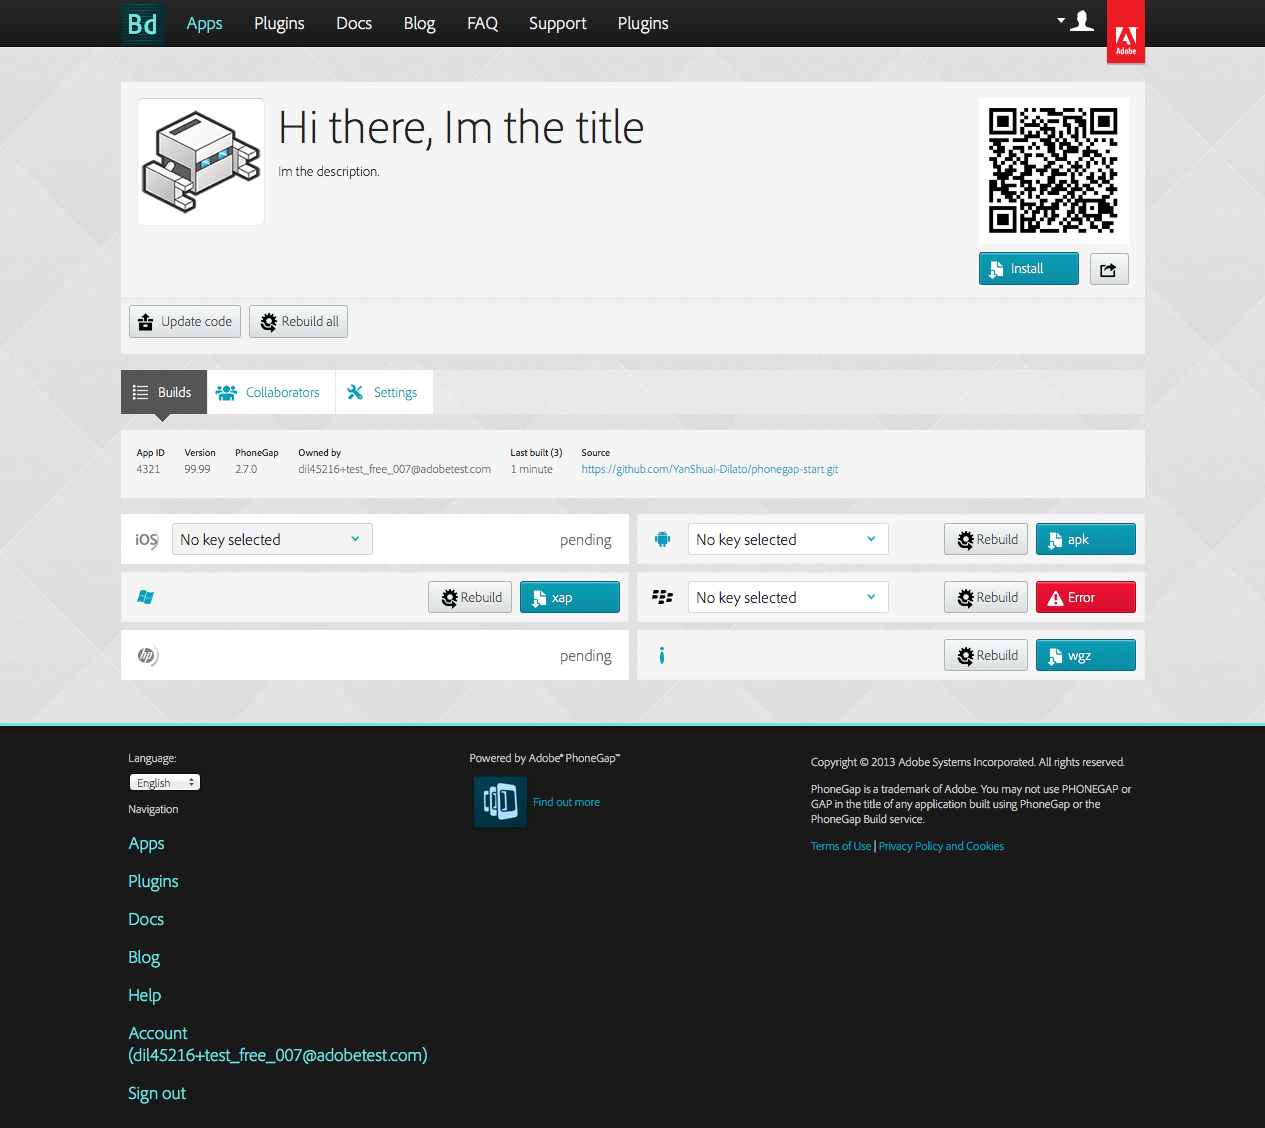 Bd Apps Plugins Docs Blog FAQ Support Plugins
Adobe
Hi there, Im the title
Im the description.
Install
Update code Rebuild all
Builds Collaborators Settings
App ID Version PhoneGap Owned by Last built (3) Source
4321 99.99 2.7.0 dil45216+test_free_007@adobetest.com 1 minute https://github.com/YanShuai-Dilato/phonegap-start.git
iOS No key selected pending
No key selected Rebuild apk
Rebuild xap
No key selected Rebuild Error
hp pending
Rebuild wgz
Language:
English
Navigation
Apps
Plugins
Docs
Blog
Help
Account
(dil45216+test_free_007@adobetest.com)
Sign out
Powered by Adobe® PhoneGap™
Find out more
Copyright © 2013 Adobe Systems Incorporated. All rights reserved.
PhoneGap is a trademark of Adobe. You may not use PHONEGAP or
GAP in the title of any application built using PhoneGap or the
PhoneGap Build service.
Terms of Use | Privacy Policy and Cookies